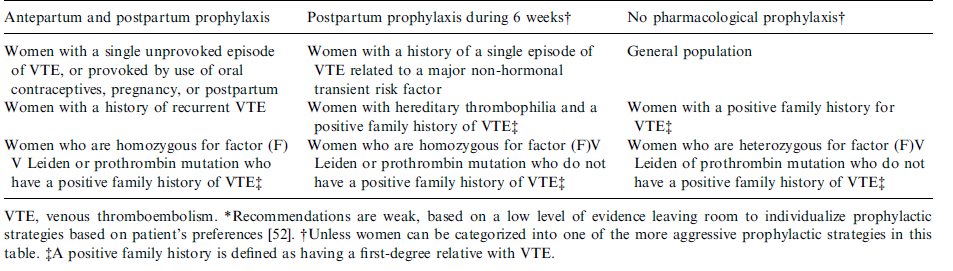 Antepartum and postpartum prophylaxis
Postpartum prophylaxis during 6 weeks†
No pharmacological prophylaxis†
Women with a single unprovoked episode
of VTE, or provoked by use of oral
contraceptives, pregnancy, or postpartum
Women with a history of a single episode of
VTE related to a major non-hormonal
transient risk factor
General population
Women with a history of recurrent VTE
Women with hereditary thrombophilia and a
positive family history of VTE‡
Women with a positive family history for
VTE‡
Women who are homozygous for factor (F)
V Leiden or prothrombin mutation who
have a positive family history of VTE‡
Women who are homozygous for factor (F)V
Leiden or prothrombin mutation who do not
have a positive family history of VTE‡
Women who are heterozygous for factor (F)V
Leiden of prothrombin mutation who do not
have a positive family history of VTE‡
VTE, venous thromboembolism. *Recommendations are weak, based on a low level of evidence leaving room to individualize prophylactic
strategies based on patient's preferences [52]. †Unless women can be categorized into one of the more aggressive prophylactic strategies in this
table. ‡A positive family history is defined as having a first-degree relative with VTE.